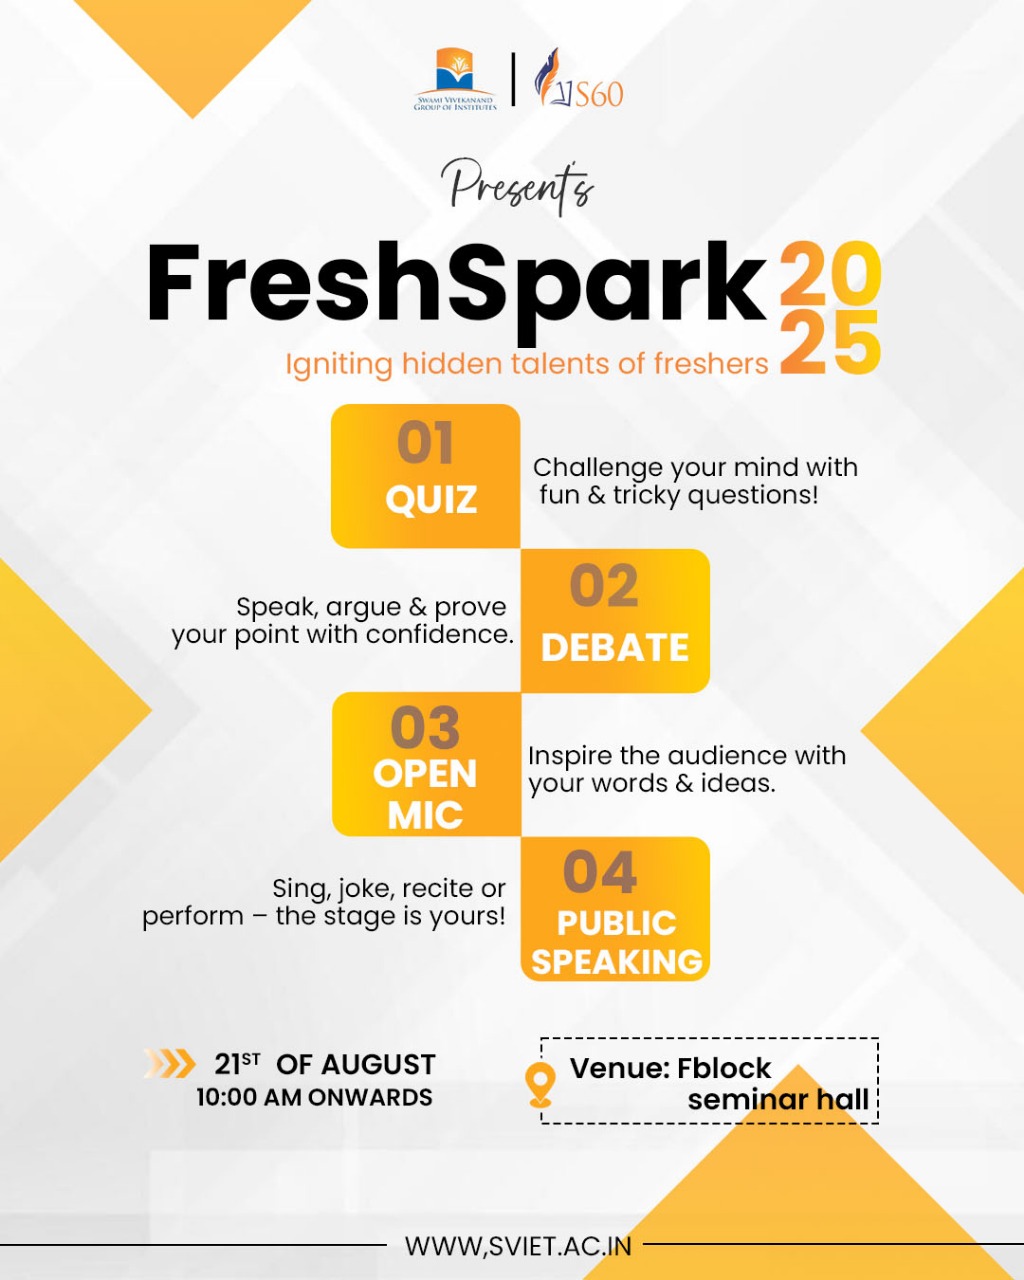 SWAMI VIVEKANAND
GROUP OF INSTITUTES
S60
Present's
FreshSpark 2025
Igniting hidden talents of freshers
01
QUIZ
Challenge your mind with
fun & tricky questions!
02
DEBATE
Speak, argue & prove
your point with confidence.
03
OPEN
MIC
Inspire the audience with
your words & ideas.
04
PUBLIC
SPEAKING
Sing, joke, recite or
perform – the stage is yours!
21ST OF AUGUST
10:00 AM ONWARDS
Venue: Fblock
seminar hall
WWW,SVIET.AC.IN